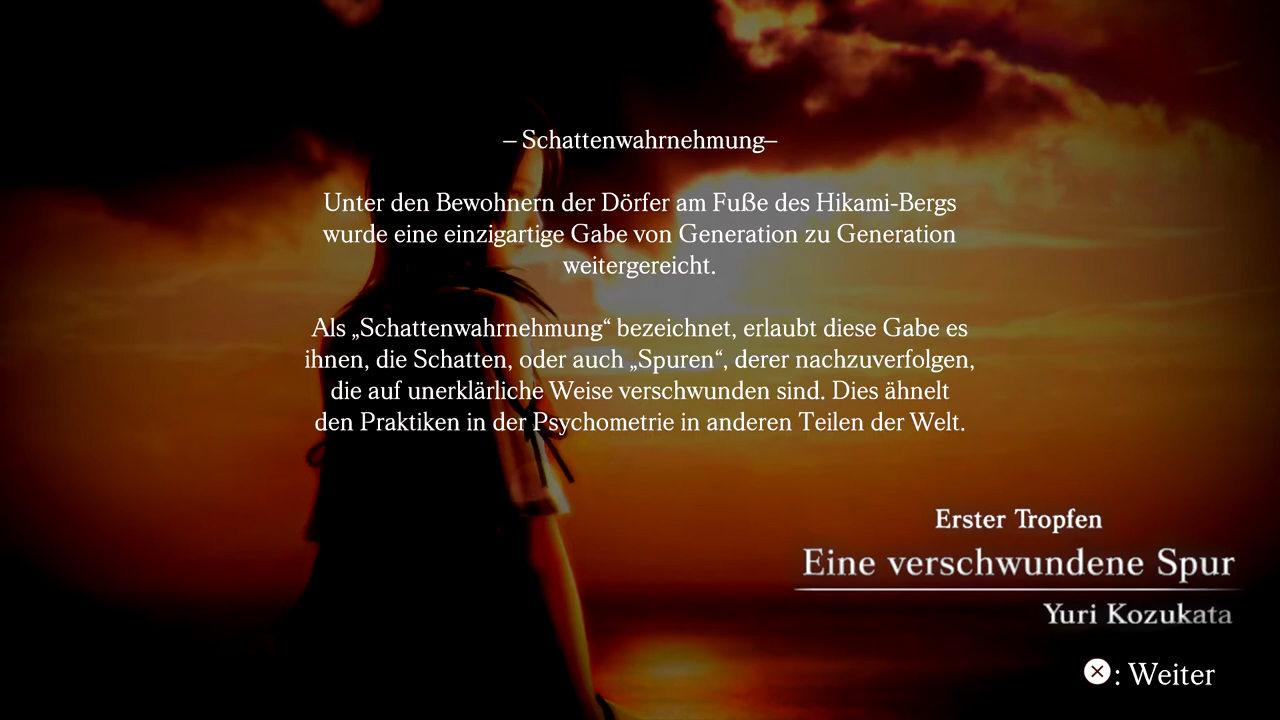 – Schattenwahrnehmung–
Unter den Bewohnern der Dörfer am Fuße des Hikami-Bergs
wurde eine einzigartige Gabe von Generation zu Generation
weitergereicht.
Als „Schattenwahrnehmung“ bezeichnet, erlaubt diese Gabe es
ihnen, die Schatten, oder auch „Spuren“, derer nachzuverfolgen,
die auf unerklärliche Weise verschwunden sind. Dies ähnelt
den Praktiken in der Psychometrie in anderen Teilen der Welt.
Erster Tropfen
Eine verschwundene Spur
Yuri Kozukata
: Weiter